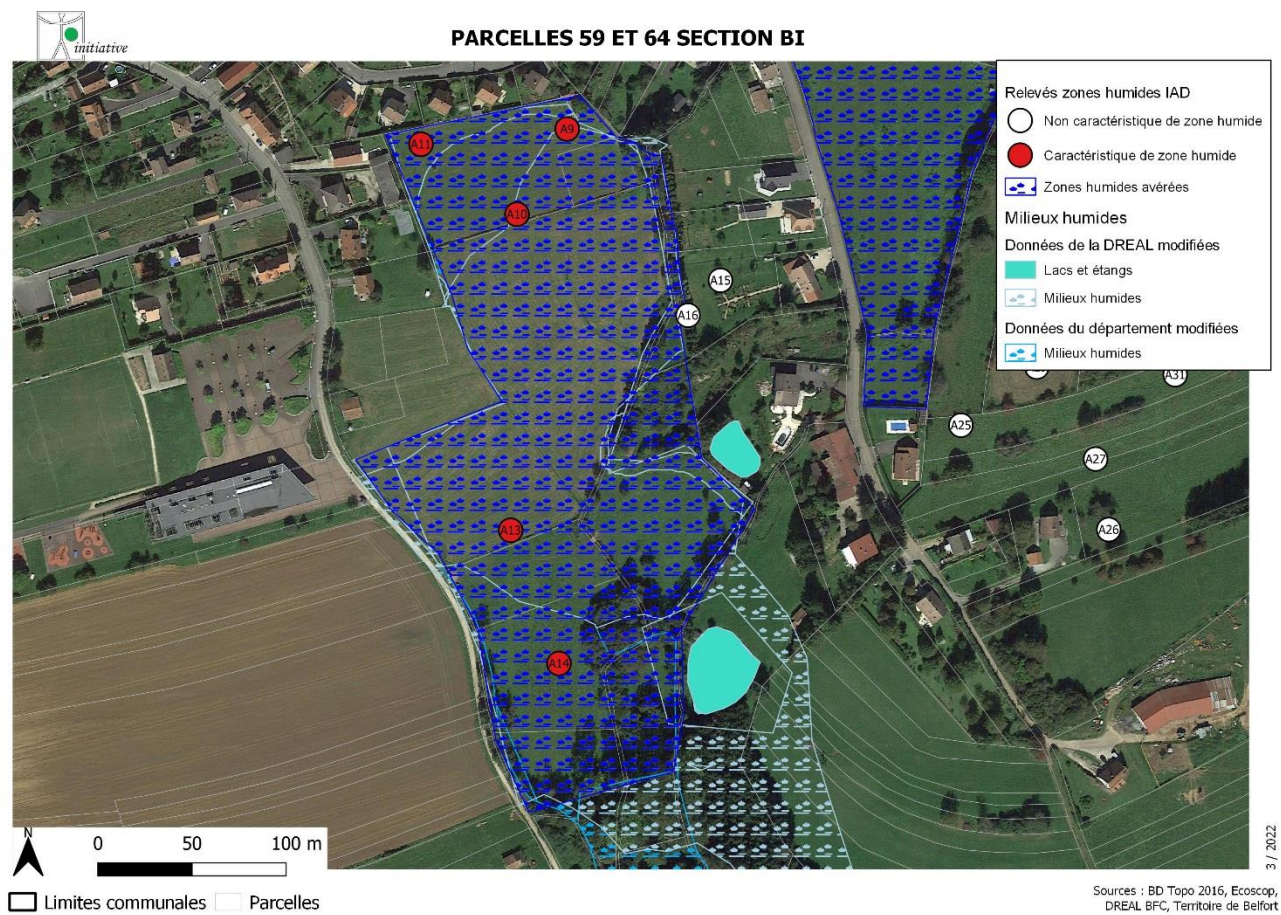 initiative
PARCELLES 59 ET 64 SECTION BI
Relevés zones humides IAD
Non caractéristique de zone humide
Caractéristique de zone humide
Zones humides avérées
Milieux humides
Données de la DREAL modifiées
Lacs et étangs
Milieux humides
Données du département modifiées
Milieux humides
A9
A11
A10
A15
A16
A31
A25
A27
A13
A26
A14
N
0 50 100 m
Limites communales Parcelles
3 / 2022
Sources : BD Topo 2016, Ecoscop,
DREAL BFC, Territoire de Belfort